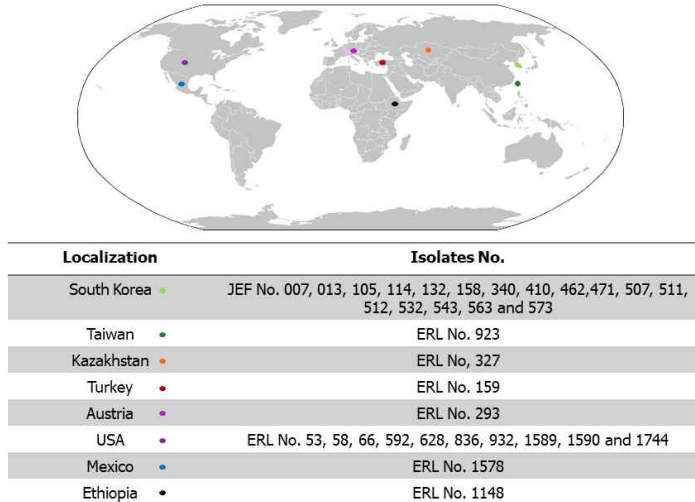 Localization Isolates No.
South Korea JEF No. 007, 013, 105, 114, 132, 158, 340, 410, 462,471, 507, 511,
512, 532, 543, 563 and 573
Taiwan ERL No. 923
Kazakhstan ERL No, 327
Turkey ERL No. 159
Austria ERL No. 293
USA ERL No. 53, 58, 66, 592, 628, 836, 932, 1589, 1590 and 1744
Mexico ERL No. 1578
Ethiopia ERL No. 1148